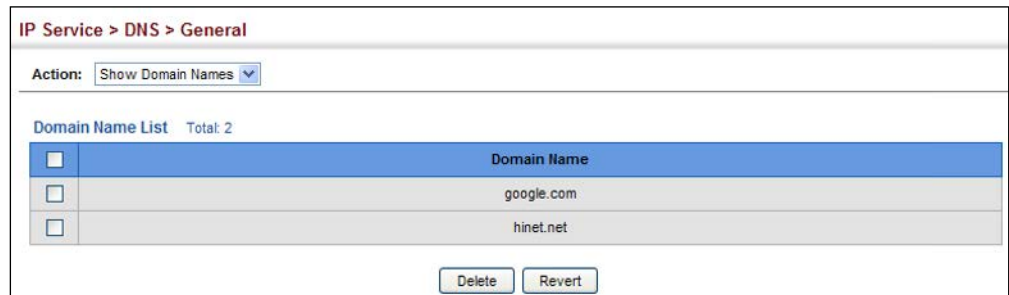 IP Service > DNS > General
Action: Show Domain Names
Domain Name List Total: 2
Domain Name
google.com
hinet.net
Delete Revert